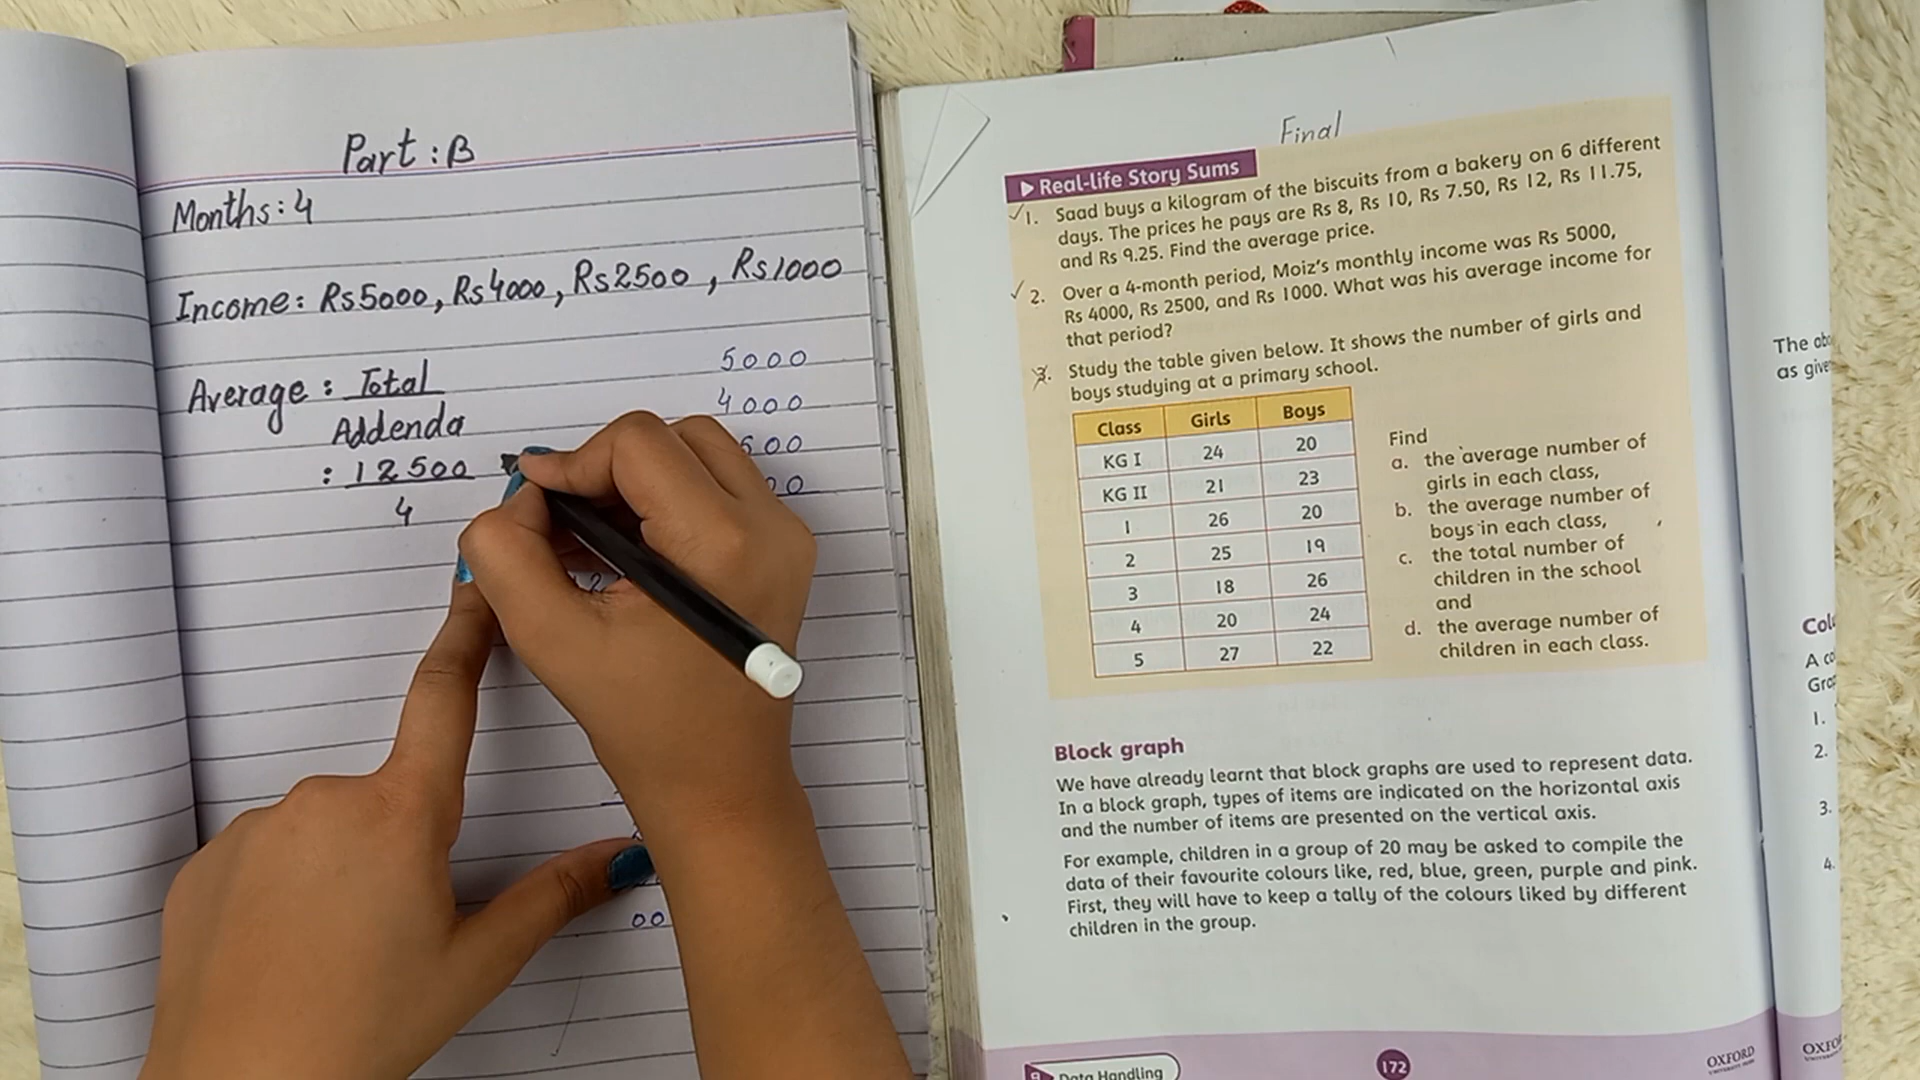 Part : B
Months: 4
Income: Rs5000, Rs4000, Rs2500, Rs1000
Average: Total
Addenda
: 12500
4
5000
4000
500
00
2
00
Final
Real-life Story Sums
1. Saad buys a kilogram of the biscuits from a bakery on 6 different
days. The prices he pays are Rs 8, Rs 10, Rs 7.50, Rs 12, Rs 11.75,
and Rs 9.25. Find the average price.
2. Over a 4-month period, Moiz's monthly income was Rs 5000,
Rs 4000, Rs 2500, and Rs 1000. What was his average income for
that period?
3. Study the table given below. It shows the number of girls and
boys studying at a primary school.
Class Girls Boys
KG I 24 20
KG II 21 23
1 26 20
2 25 19
3 18 26
4 20 24
5 27 22
Find
a. the average number of
girls in each class,
b. the average number of
boys in each class,
c. the total number of
children in the school
and
d. the average number of
children in each class.
Block graph
We have already learnt that block graphs are used to represent data.
In a block graph, types of items are indicated on the horizontal axis
and the number of items are presented on the vertical axis.
For example, children in a group of 20 may be asked to compile the
data of their favourite colours like, red, blue, green, purple and pink.
First, they will have to keep a tally of the colours liked by different
children in the group.
9 Data Handling
172
OXFORD
The
as
A
1.
2.
3.
4.